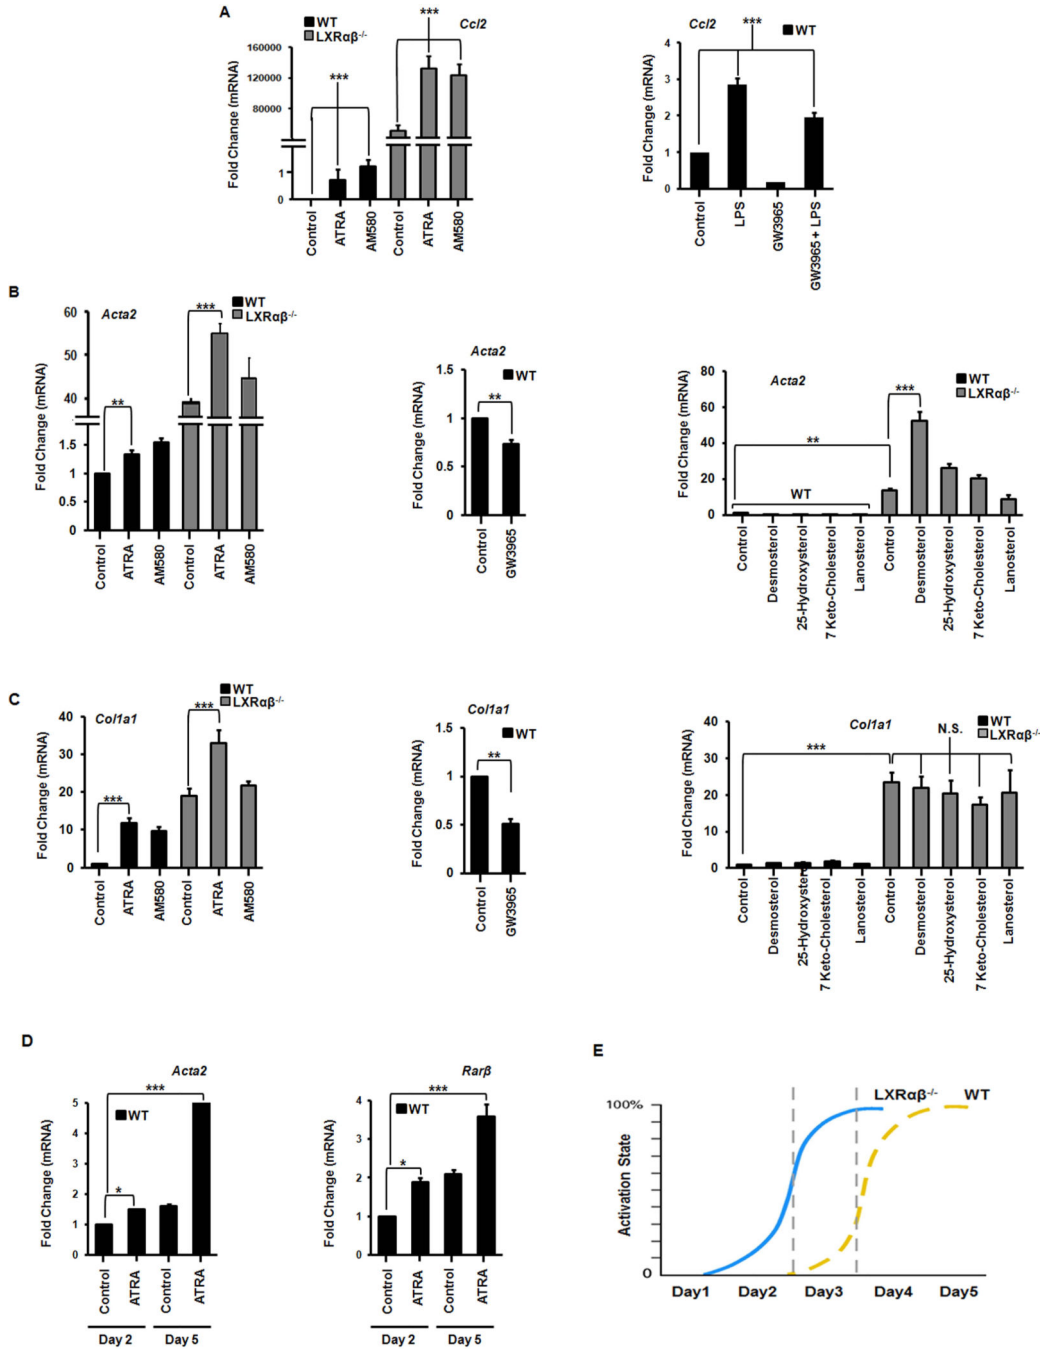 A
WT
LXRαβ-/-
Ccl2
***
***
Fold Change (mRNA)
160000
120000
80000
1
0
Control
ATRA
AM580
Control
ATRA
AM580
Ccl2
WT
***
Fold Change (mRNA)
4
3
2
1
0
Control
LPS
GW3965
GW3965 + LPS
B
Acta2
WT
LXRαβ-/-
***
**
Fold Change (mRNA)
60
50
40
1.5
1
0.5
0
Control
ATRA
AM580
Control
ATRA
AM580
Acta2
WT
**
Fold Change (mRNA)
1.5
1
0.5
0
Control
GW3965
Acta2
WT
LXRαβ-/-
***
**
WT
Fold Change (mRNA)
80
60
40
20
0
Control
Desmosterol
25-Hydroxysterol
7 Keto-Cholesterol
Lanosterol
Control
Desmosterol
25-Hydroxysterol
7 Keto-Cholesterol
Lanosterol
C
Col1a1
WT
LXRαβ-/-
***
***
Fold Change (mRNA)
40
30
20
10
0
Control
ATRA
AM580
Control
ATRA
AM580
Col1a1
WT
**
Fold Change (mRNA)
1.5
1
0.5
0
Control
GW3965
Col1a1
WT
LXRαβ-/-
N.S.
***
Fold Change (mRNA)
40
30
20
10
0
Control
Desmosterol
25-Hydroxysterol
7 Keto-Cholesterol
Lanosterol
Control
Desmosterol
25-Hydroxysterol
7 Keto-Cholesterol
Lanosterol
D
Acta2
***
WT
*
Fold Change (mRNA)
5
4
3
2
1
0
Control
ATRA
Control
ATRA
Day 2
Day 5
Rarβ
***
WT
*
Fold Change (mRNA)
4
3
2
1
0
Control
ATRA
Control
ATRA
Day 2
Day 5
E
LXRαβ-/-
WT
100%
Activation State
0
Day1
Day2
Day3
Day4
Day5